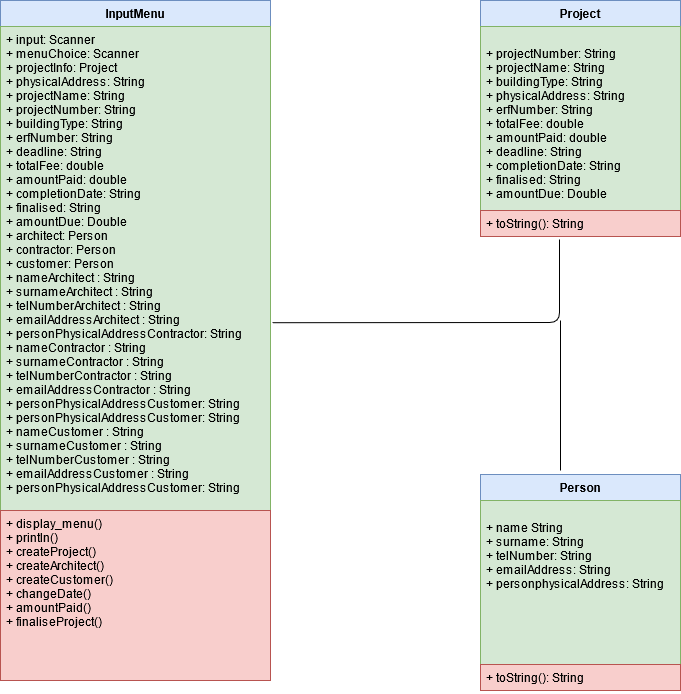 InputMenu
+ input: Scanner
+ menuChoice: Scanner
+ projectInfo: Project
+ physicalAddress: String
+ projectName: String
+ projectNumber: String
+ buildingType: String
+ erfNumber: String
+ deadline: String
+ totalFee: double
+ amountPaid: double
+ completionDate: String
+ finalised: String
+ amountDue: Double
+ architect: Person
+ contractor: Person
+ customer: Person
+ nameArchitect : String
+ surnameArchitect : String
+ telNumberArchitect : String
+ emailAddressArchitect : String
+ personPhysicalAddressContractor: String
+ nameContractor : String
+ surnameContractor : String
+ telNumberContractor : String
+ emailAddressContractor : String
+ personPhysicalAddressCustomer: String
+ personPhysicalAddressCustomer: String
+ nameCustomer : String
+ surnameCustomer : String
+ telNumberCustomer : String
+ emailAddressCustomer : String
+ personPhysicalAddressCustomer: String
+ display_menu()
+ println()
+ createProject()
+ createArchitect()
+ createCustomer()
+ changeDate()
+ amountPaid()
+ finaliseProject()
Project
+ projectNumber: String
+ projectName: String
+ buildingType: String
+ physicalAddress: String
+ erfNumber: String
+ totalFee: double
+ amountPaid: double
+ deadline: String
+ completionDate: String
+ finalised: String
+ amountDue: Double
+ toString(): String
Person
+ name String
+ surname: String
+ telNumber: String
+ emailAddress: String
+ personphysicalAddress: String
+ toString(): String